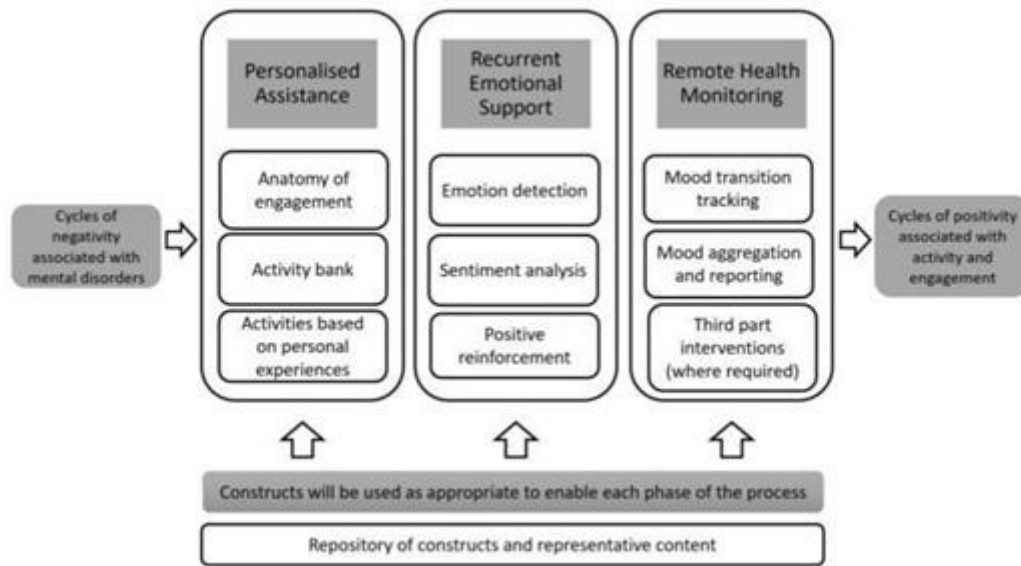 Cycles of
negativity
associated with
mental disorders
Personalised
Assistance
Anatomy of
engagement
Activity bank
Activities based
on personal
experiences
Recurrent
Emotional
Support
Emotion detection
Sentiment analysis
Positive
reinforcement
Remote Health
Monitoring
Mood transition
tracking
Mood aggregation
and reporting
Third part
interventions
(where required)
Cycles of positivity
associated with
activity and
engagement
Constructs will be used as appropriate to enable each phase of the process
Repository of constructs and representative content